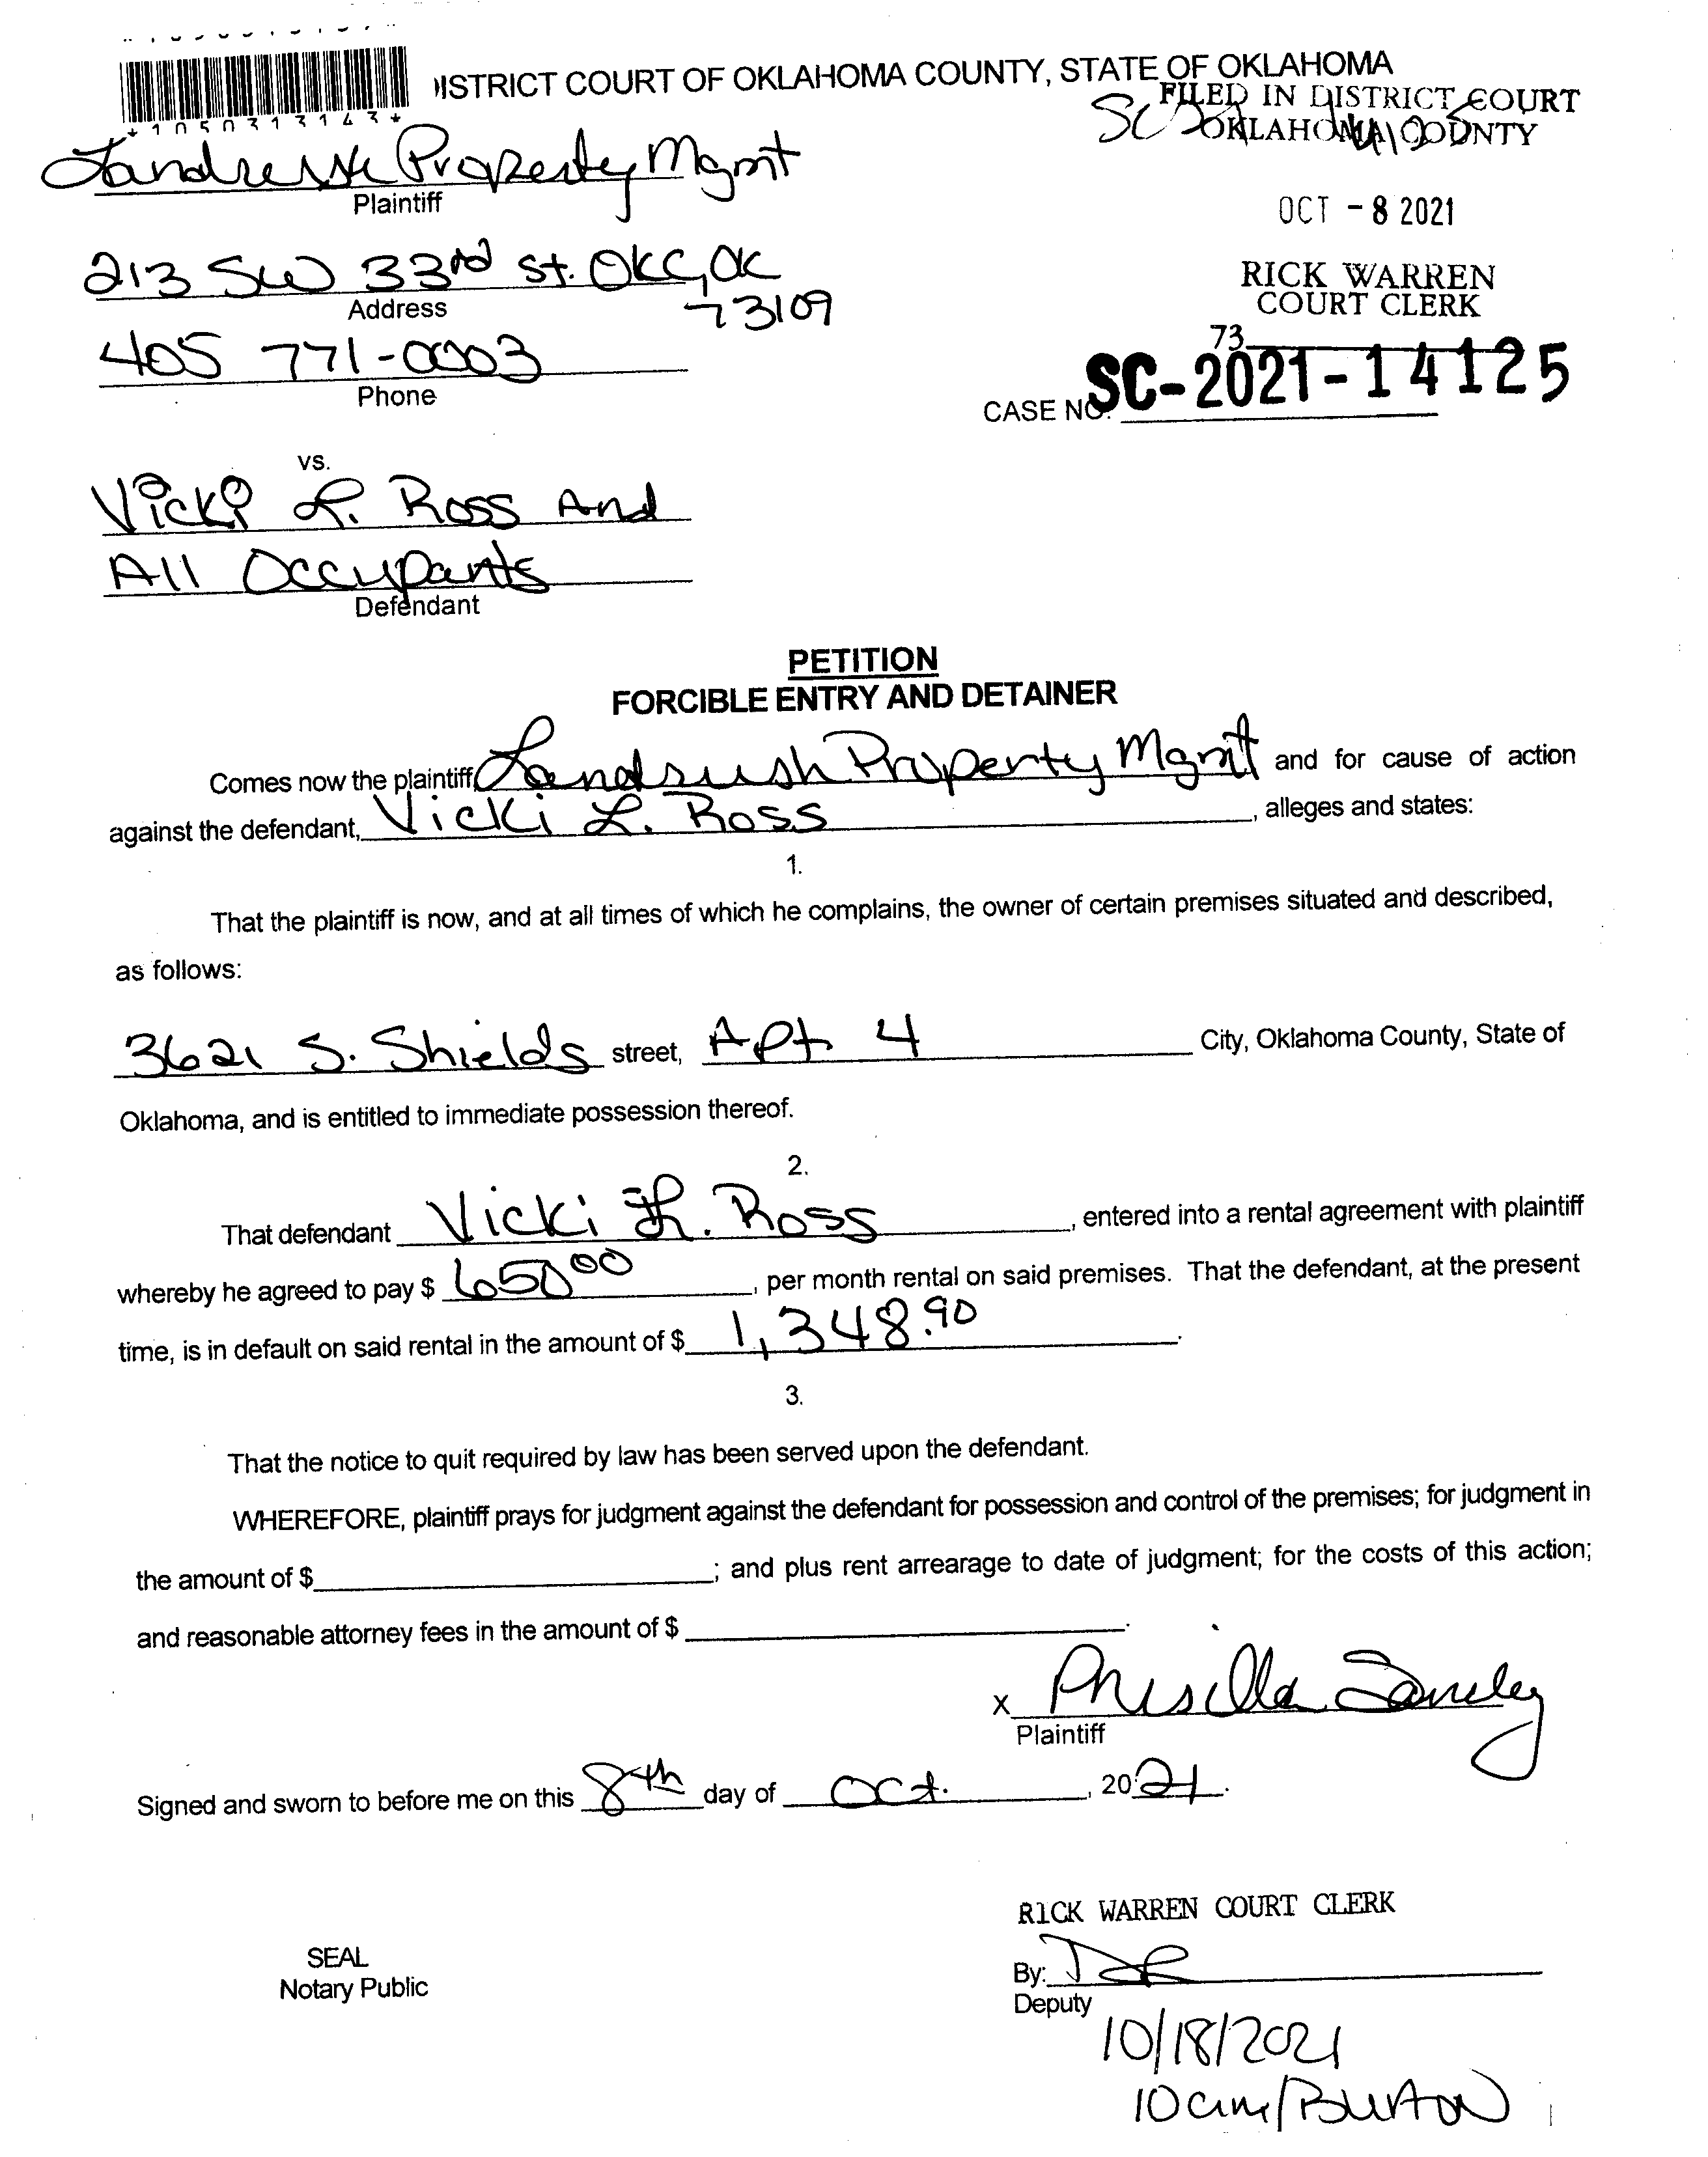 DISTRICT COURT OF OKLAHOMA COUNTY, STATE OF OKLAHOMA
FILED IN DISTRICT COURT
OKLAHOMA COUNTY
*1050313143*
Landrush Property Mgmt
Plaintiff
OCT - 8 2021
213 SW 33rd St. OKC, OK
73109
Address
RICK WARREN
COURT CLERK
405 771-0003
Phone
73
CASE NO. SC-2021-14125
vs.
Vicki L. Ross And
All Occupants
Defendant
PETITION
FORCIBLE ENTRY AND DETAINER
Comes now the plaintiff, Landrush Property Mgmt and for cause of action
against the defendant, Vicki L. Ross, alleges and states:
1.
That the plaintiff is now, and at all times of which he complains, the owner of certain premises situated and described,
as follows:
3621 S. Shields street, Apt 4 City, Oklahoma County, State of
Oklahoma, and is entitled to immediate possession thereof.
2.
That defendant Vicki L. Ross, entered into a rental agreement with plaintiff
whereby he agreed to pay $ 650 00, per month rental on said premises. That the defendant, at the present
time, is in default on said rental in the amount of $ 1,348.90.
3.
That the notice to quit required by law has been served upon the defendant.
WHEREFORE, plaintiff prays for judgment against the defendant for possession and control of the premises; for judgment in
the amount of $ ; and plus rent arrearage to date of judgment; for the costs of this action;
and reasonable attorney fees in the amount of $ .
X Priscilla
Plaintiff
Signed and sworn to before me on this 8th day of Oct., 2021.
RICK WARREN COURT CLERK
SEAL
Notary Public
By:
Deputy
10/18/2021
10am/Burton